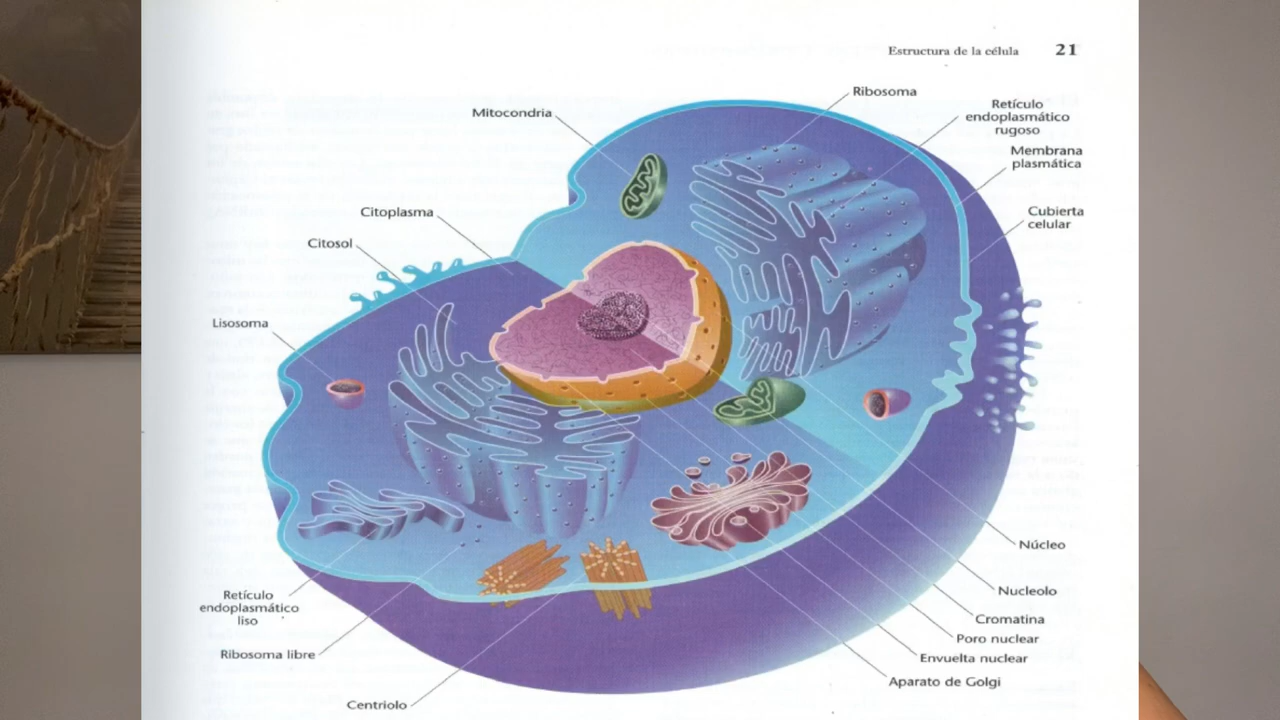 Estructura de la célula 21
Ribosoma
Mitocondria
Retículo
endoplasmático
rugoso
Membrana
plasmática
Cubierta
celular
Citoplasma
Citosol
Lisosoma
Núcleo
Nucleolo
Cromatina
Poro nuclear
Envuelta nuclear
Aparato de Golgi
Retículo
endoplasmático
liso
Ribosoma libre
Centriolo